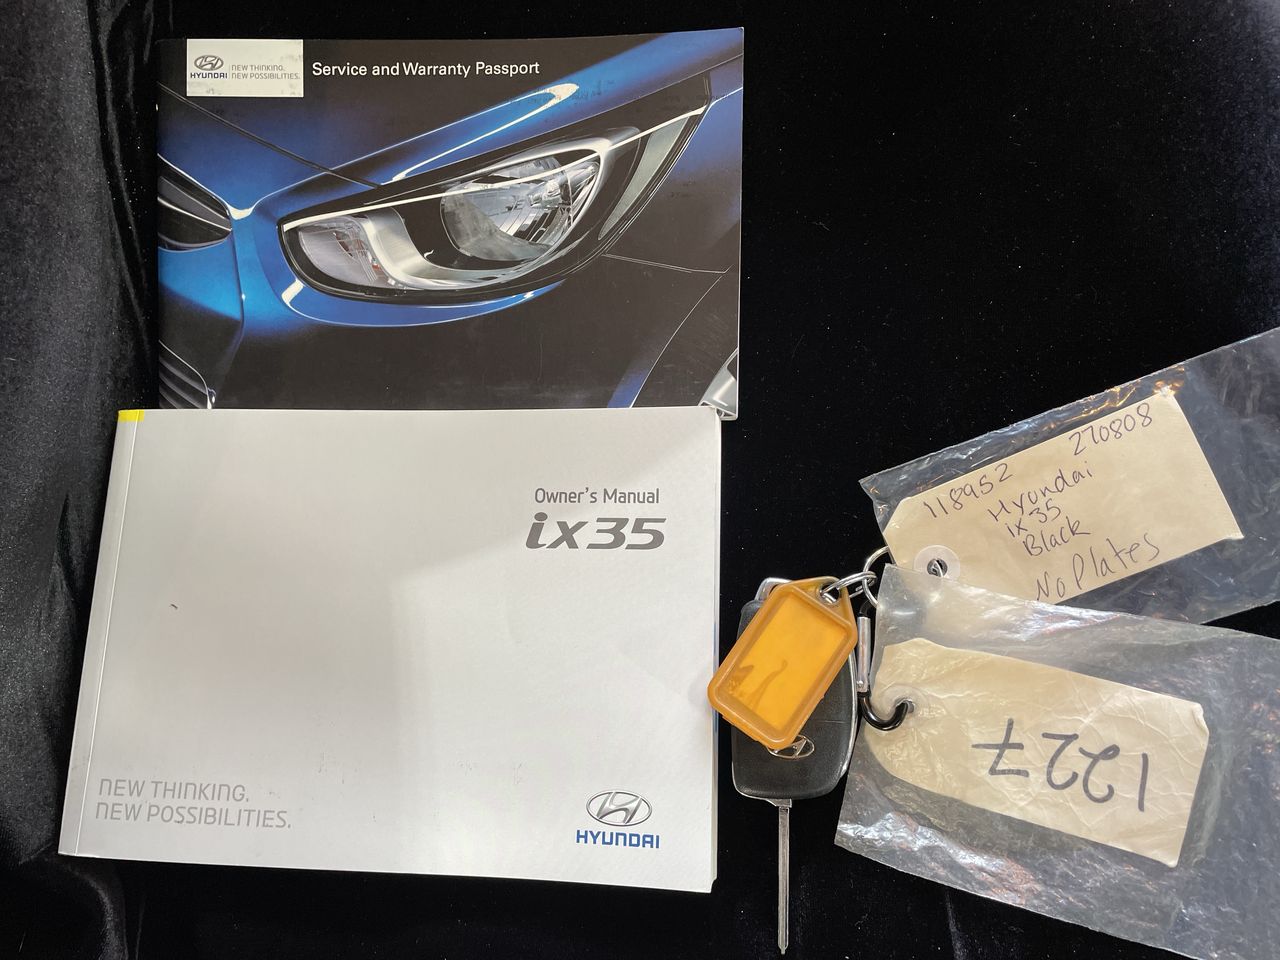 HYUNDAI
NEW THINKING.
NEW POSSIBILITIES.
Service and Warranty Passport
Owner's Manual
ix35
NEW THINKING.
NEW POSSIBILITIES.
HYUNDAI
118952 270808
Hyundai
ix 35
Black
No Plates
1227